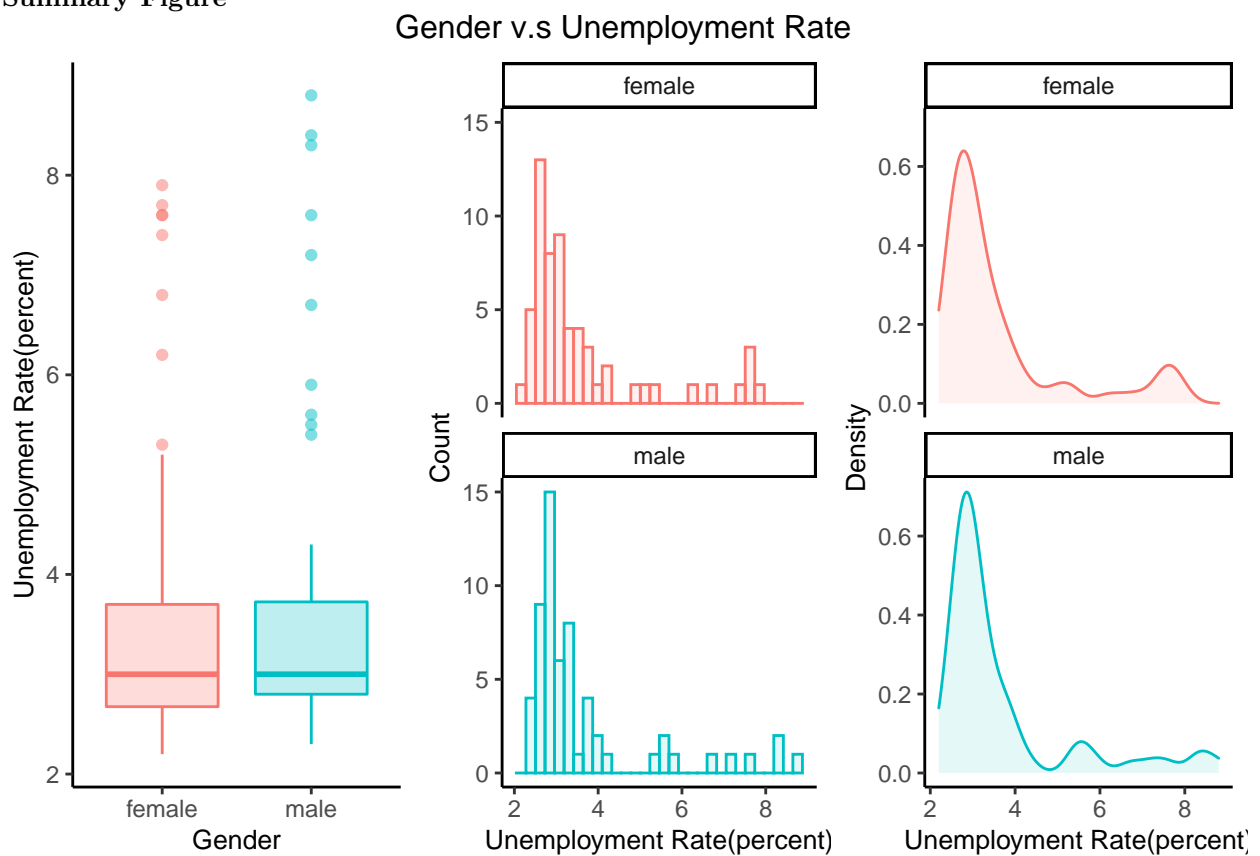 Summary Figure
Gender v.s Unemployment Rate
Unemployment Rate(percent)
8
6
4
2
female
male
Gender
Count
female
15
10
5
0
male
15
10
5
0
2
4
6
8
Unemployment Rate(percent)
Density
female
0.6
0.4
0.2
0.0
male
0.6
0.4
0.2
0.0
2
4
6
8
Unemployment Rate(percent)